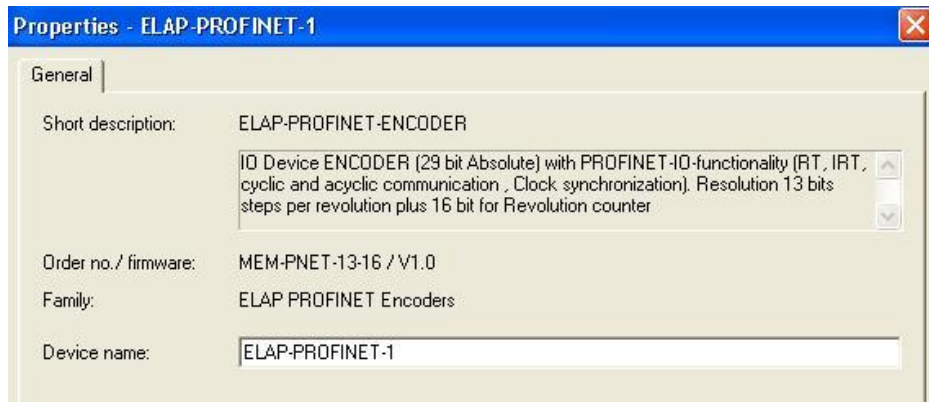 Properties - ELAP-PROFINET-1
General
Short description: ELAP-PROFINET-ENCODER
IO Device ENCODER (29 bit Absolute) with PROFINET-IO-functionality (RT, IRT,
cyclic and acyclic communication , Clock synchronization). Resolution 13 bits
steps per revolution plus 16 bit for Revolution counter
Order no./ firmware: MEM-PNET-13-16 / V1.0
Family: ELAP PROFINET Encoders
Device name: ELAP-PROFINET-1